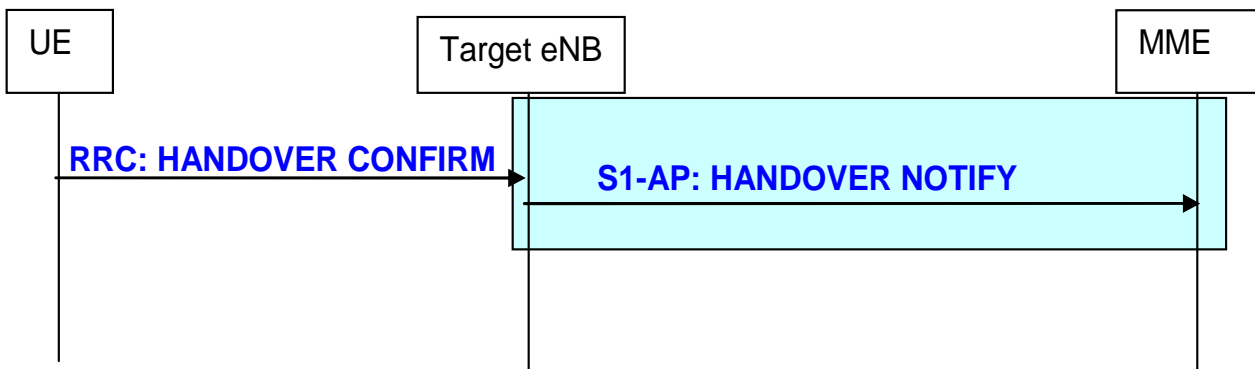 UE
Target eNB
MME
RRC: HANDOVER CONFIRM
S1-AP: HANDOVER NOTIFY